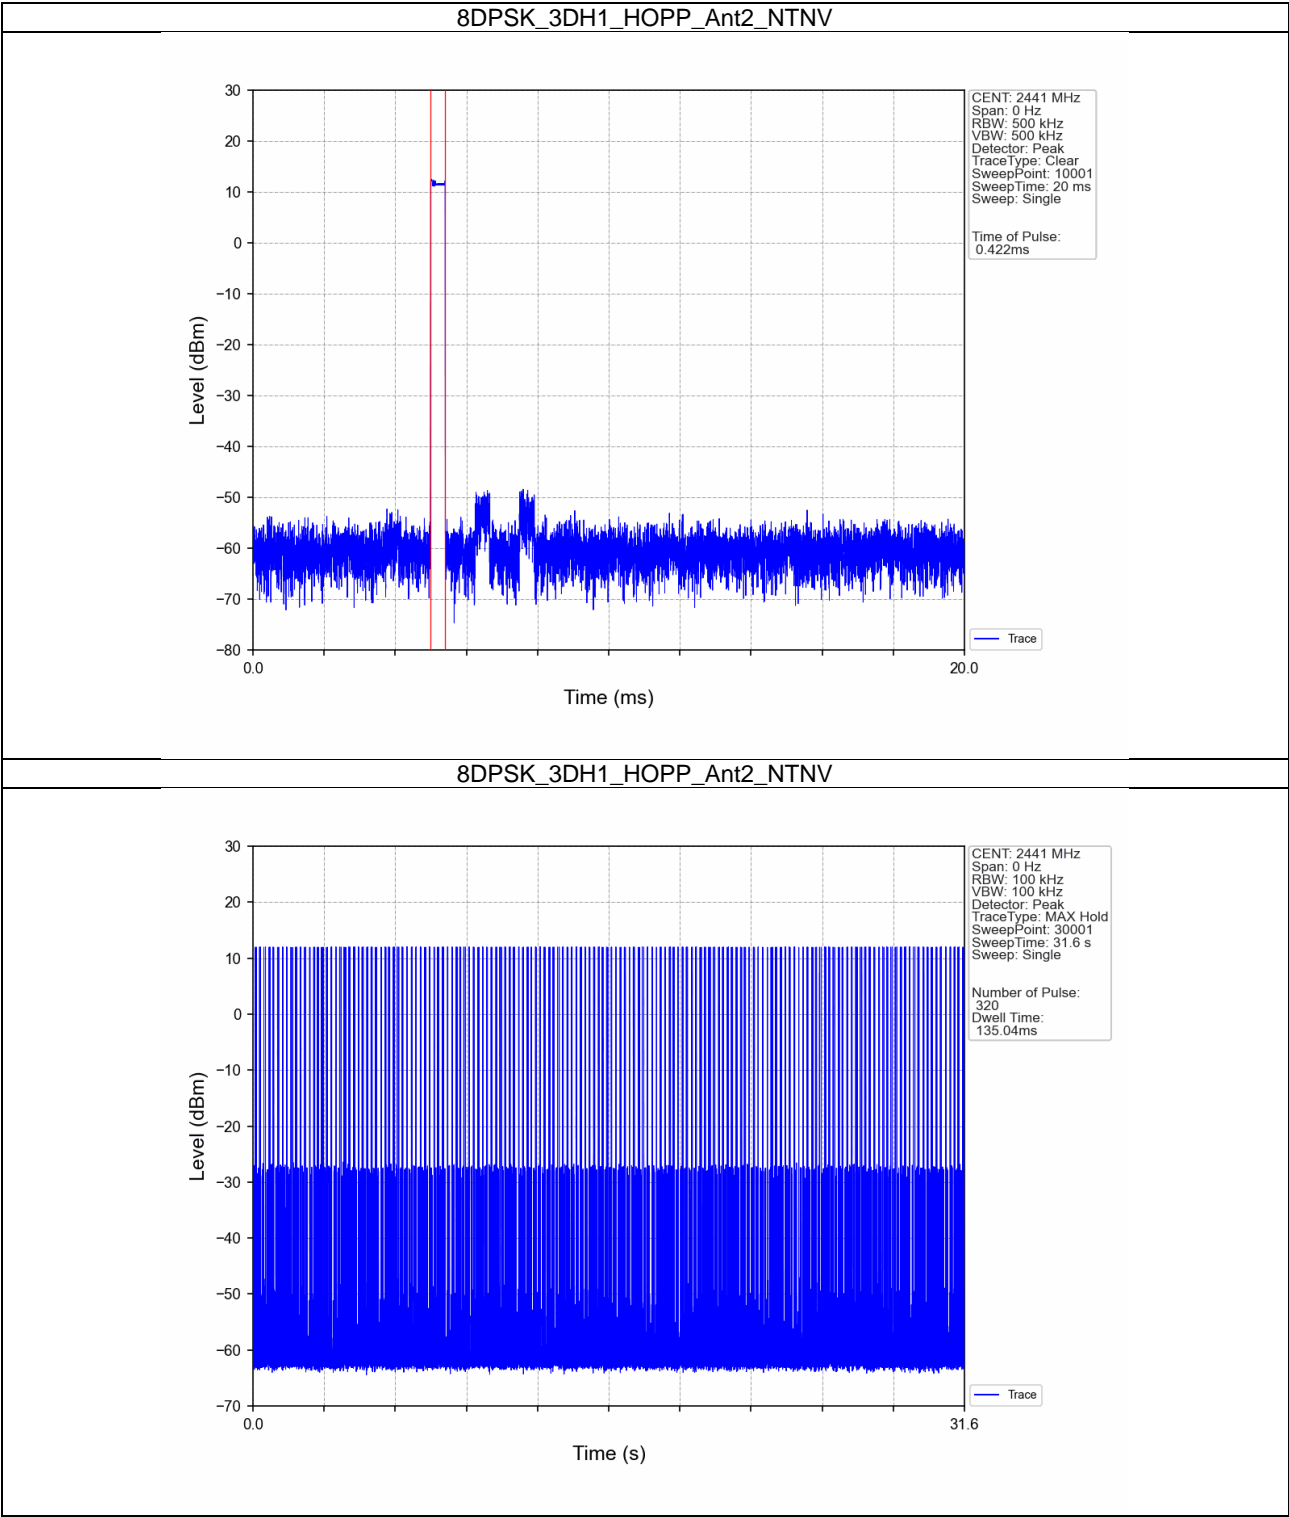 8DPSK_3DH1_HOPP_Ant2_NTNV
30
20
10
0
−10
−20
−30
−40
−50
−60
−70
−80
Level (dBm)
0.0
20.0
Time (ms)
CENT: 2441 MHz
Span: 0 Hz
RBW: 500 kHz
VBW: 500 kHz
Detector: Peak
TraceType: Clear
SweepPoint: 10001
SweepTime: 20 ms
Sweep: Single
Time of Pulse:
0.422ms
Trace
8DPSK_3DH1_HOPP_Ant2_NTNV
30
20
10
0
−10
−20
−30
−40
−50
−60
−70
Level (dBm)
0.0
31.6
Time (s)
CENT: 2441 MHz
Span: 0 Hz
RBW: 100 kHz
VBW: 100 kHz
Detector: Peak
TraceType: MAX Hold
SweepPoint: 30001
SweepTime: 31.6 s
Sweep: Single
Number of Pulse:
320
Dwell Time:
135.04ms
Trace